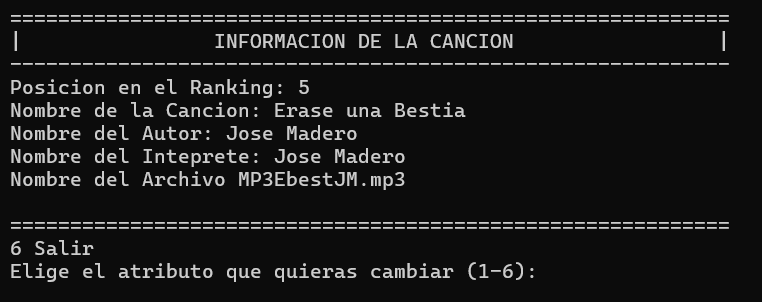 ============================================================
|                INFORMACION DE LA CANCION                 |
------------------------------------------------------------
Posicion en el Ranking: 5
Nombre de la Cancion: Erase una Bestia
Nombre del Autor: Jose Madero
Nombre del Inteprete: Jose Madero
Nombre del Archivo MP3EbestJM.mp3

============================================================
6 Salir
Elige el atributo que quieras cambiar (1-6):